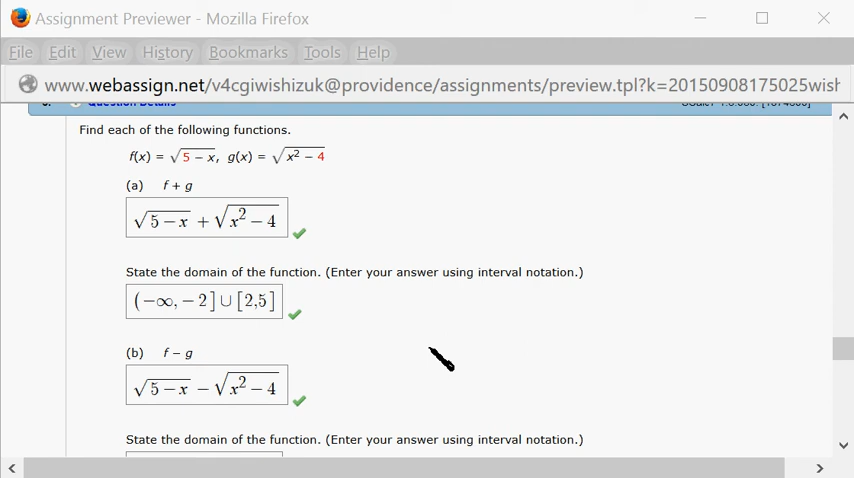 Assignment Previewer - Mozilla Firefox
File Edit View History Bookmarks Tools Help
www.webassign.net/v4cgiwishizuk@providence/assignments/preview.tpl?k=20150908175025wish
Question Details
Find each of the following functions.
f(x) = √(5 − x), g(x) = √(x² − 4)
(a) f + g
√(5 − x) + √(x² − 4)
State the domain of the function. (Enter your answer using interval notation.)
(−∞, − 2] ∪ [2,5]
(b) f − g
√(5 − x) − √(x² − 4)
State the domain of the function. (Enter your answer using interval notation.)